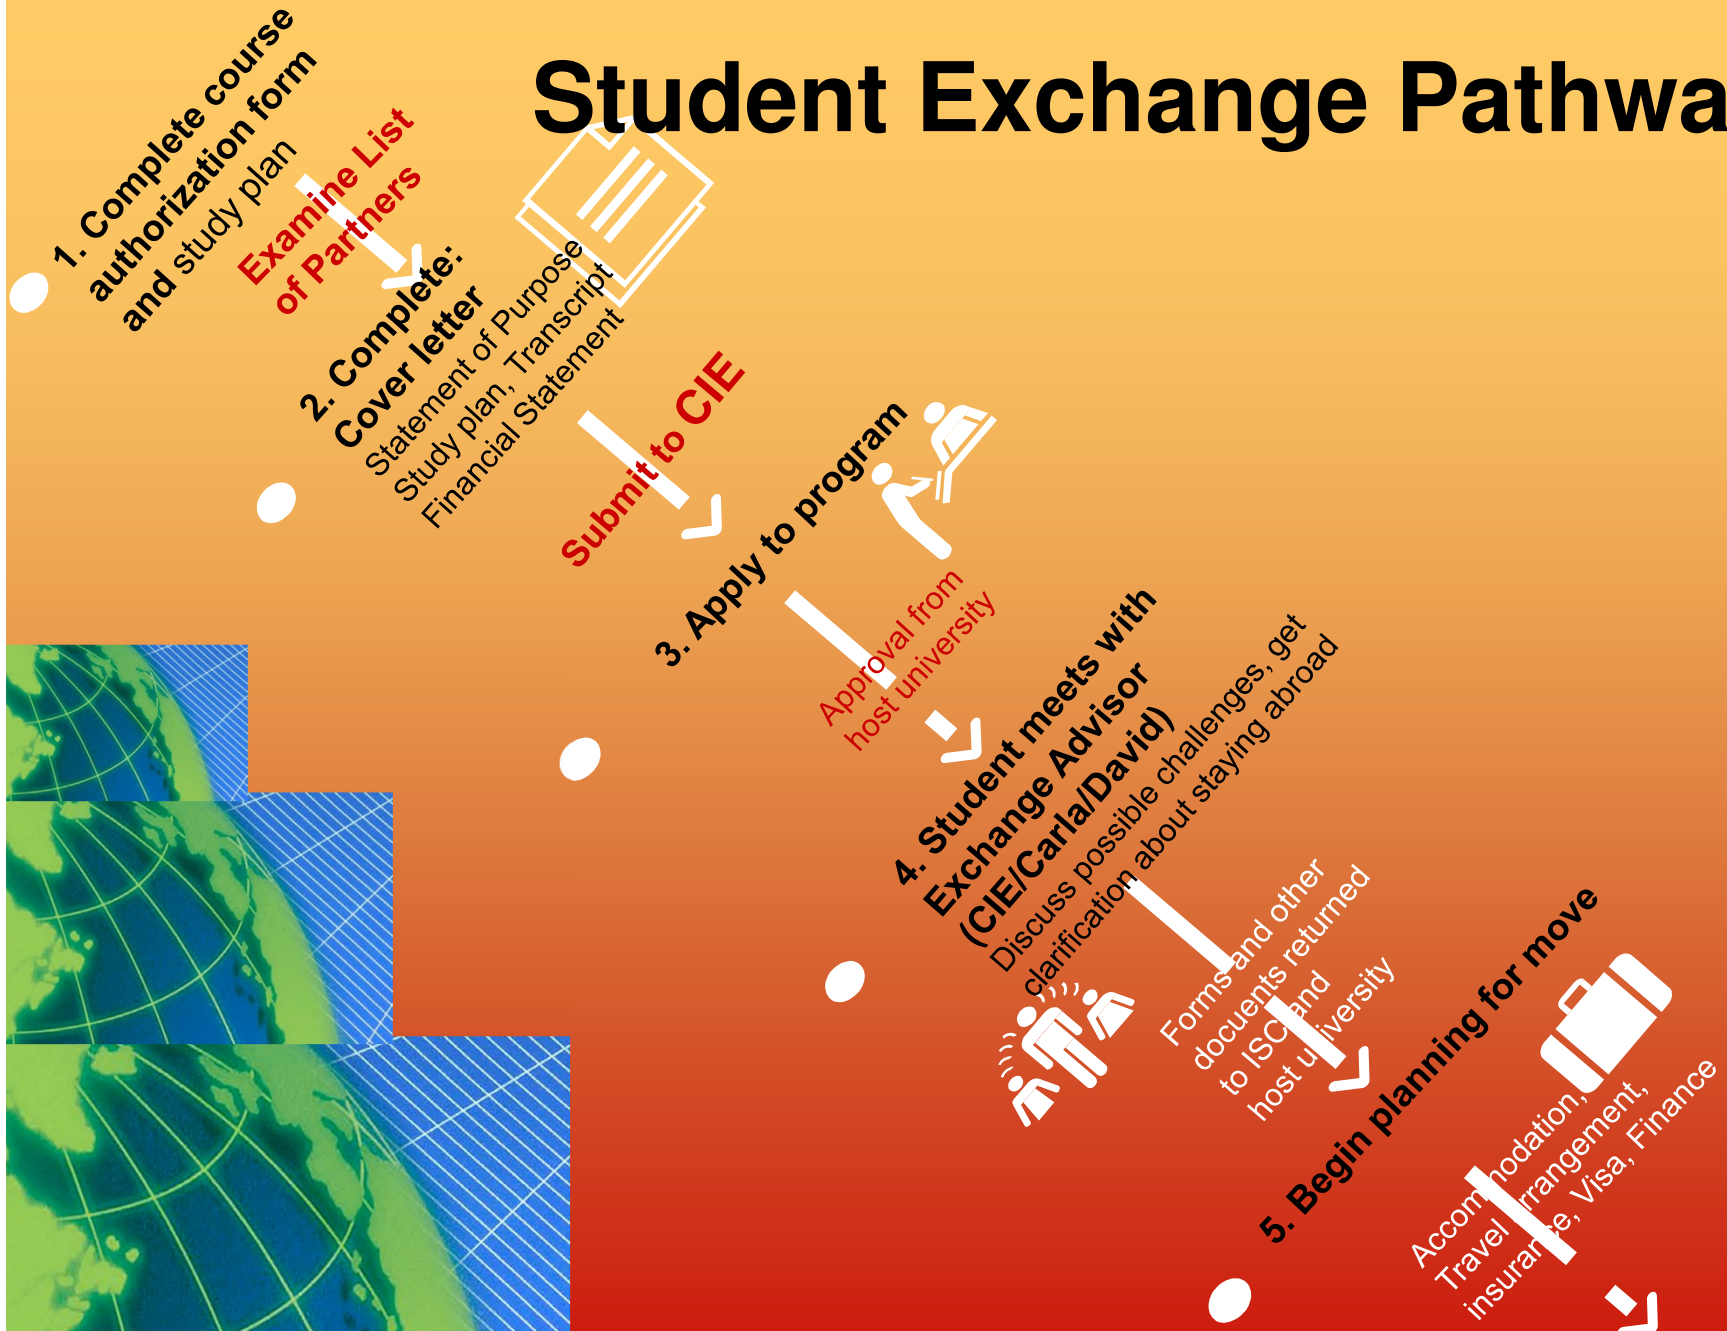 Student Exchange Pathwa
1. Complete course
authorization form
and study plan
Examine List
of Partners
2. Complete:
Cover letter
Statement of Purpose
Study plan, Transcript
Financial Statement
Submit to CIE
3. Apply to program
Approval from
host university
4. Student meets with
Exchange Advisor
(CIE/Carla/David)
Discuss possible challenges, get
clarification about staying abroad
Forms and other
docuents returned
to ISC and
host university
5. Begin planning for move
Accommodation,
Travel arrangement,
insurance, Visa, Finance